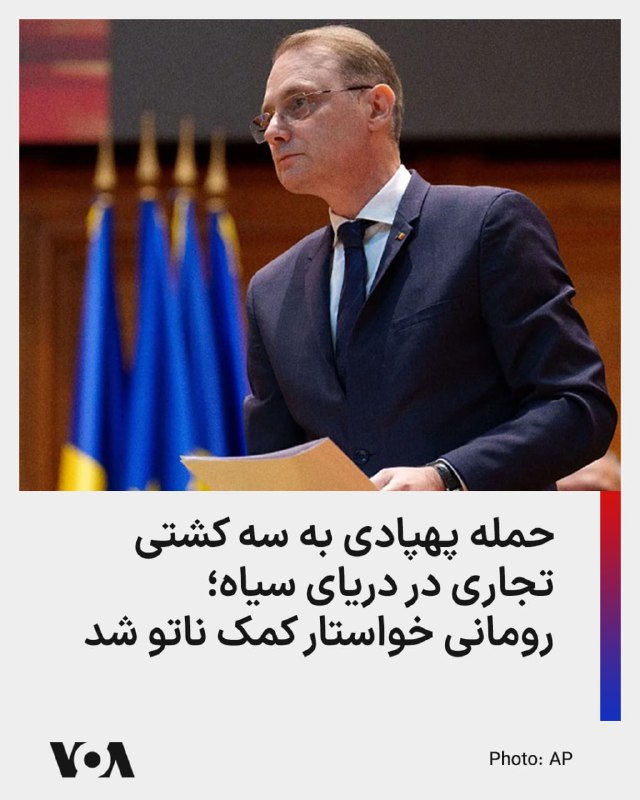 حمله پهپادی به سه کشتی
تجاری در دریای سیاه؛
رومانی خواستار کمک ناتو شد
VOA
Photo: AP